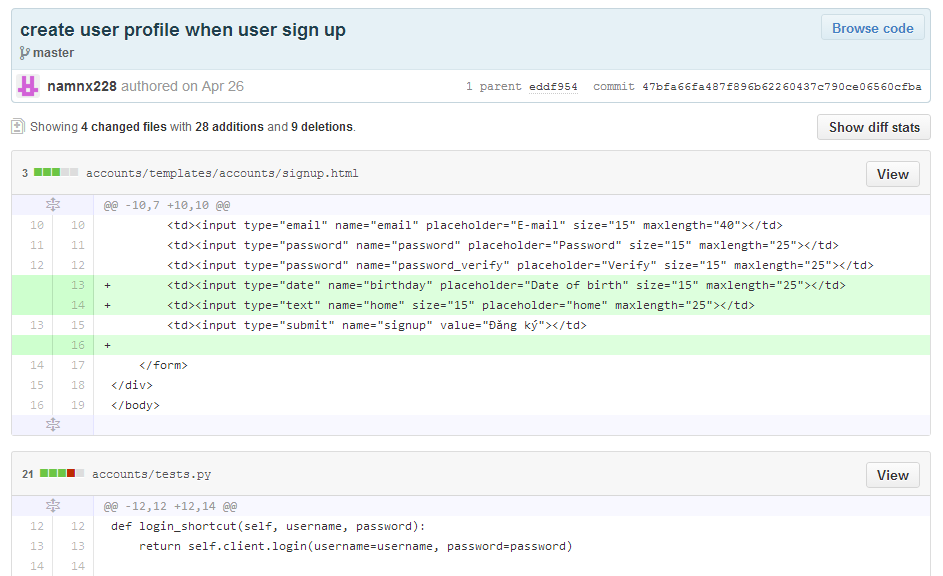 create user profile when user sign up
Browse code
master
namnx228 authored on Apr 26
1 parent eddf954 commit 47bfa66fa487f896b62260437c790ce06560cfba
Showing 4 changed files with 28 additions and 9 deletions.
Show diff stats
3 accounts/templates/accounts/signup.html
View
@@ -10,7 +10,10 @@
10 10 <td><input type="email" name="email" placeholder="E-mail" size="15" maxlength="40"></td>
11 11 <td><input type="password" name="password" placeholder="Password" size="15" maxlength="25"></td>
12 12 <td><input type="password" name="password_verify" placeholder="Verify" size="15" maxlength="25"></td>
13 + <td><input type="date" name="birthday" placeholder="Date of birth" size="15" maxlength="25"></td>
14 + <td><input type="text" name="home" size="15" placeholder="home" maxlength="25"></td>
13 15 <td><input type="submit" name="signup" value="Đăng ký"></td>
16 +
14 17 </form>
15 18 </div>
16 19 </body>
21 accounts/tests.py
View
@@ -12,12 +12,14 @@
12 12 def login_shortcut(self, username, password):
13 13 return self.client.login(username=username, password=password)
14 14